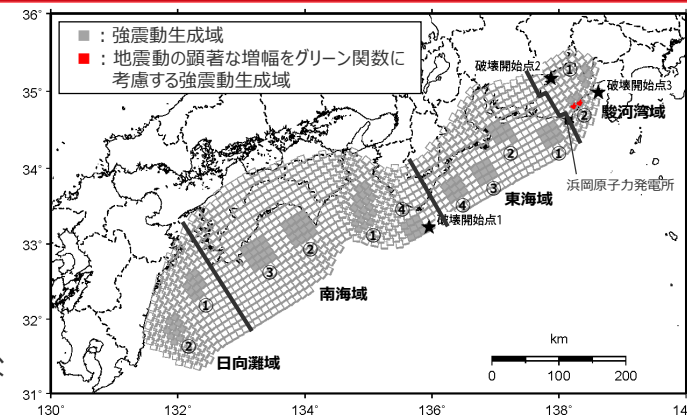 ■：強震動生成域
■：地震動の顕著な増幅をグリーン関数に
考慮する強震動生成域
36°
35°
34°
33°
32°
31°
破壊開始点2
①
破壊開始点3
②
駿河湾域
浜岡原子力発電所
②
①
③
④
東海域
破壊開始点1
④
①
②
③
南海域
①
②
日向灘域
km
0 100 200
130° 132° 134° 136° 138° 14